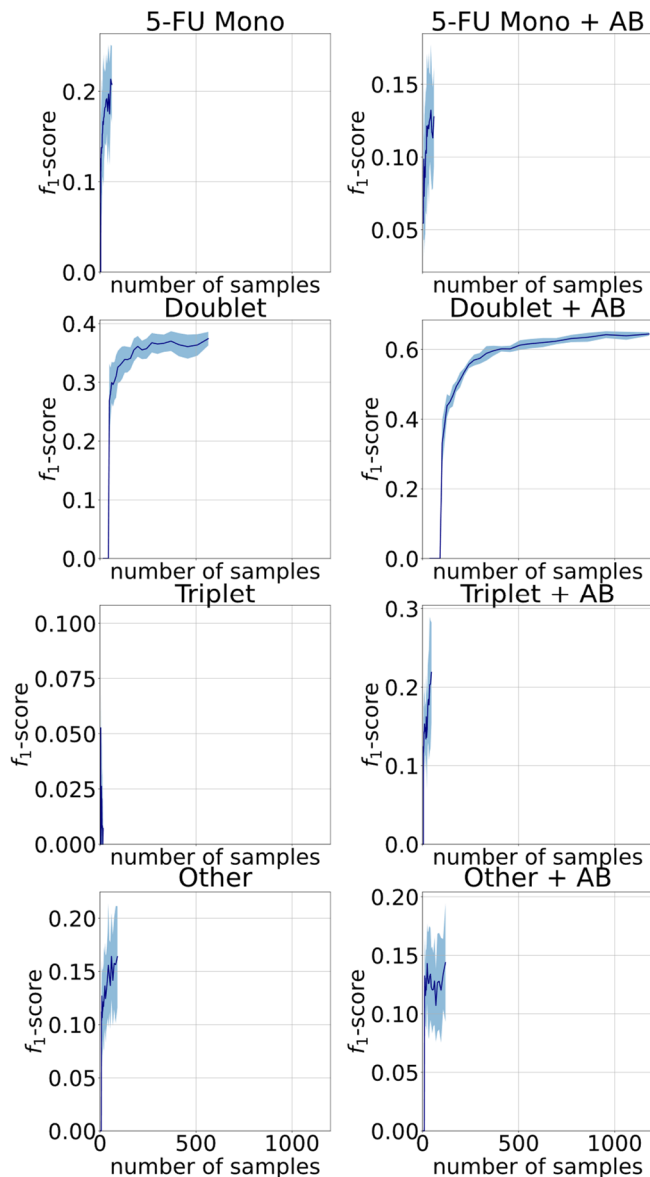 5-FU Mono
5-FU Mono + AB
f1-score
0.2
0.1
0.0
number of samples
f1-score
0.15
0.10
0.05
number of samples
Doublet
Doublet + AB
f1-score
0.4
0.3
0.2
0.1
0.0
number of samples
f1-score
0.6
0.4
0.2
0.0
number of samples
Triplet
Triplet + AB
f1-score
0.100
0.075
0.050
0.025
0.000
number of samples
f1-score
0.3
0.2
0.1
0.0
number of samples
Other
Other + AB
f1-score
0.20
0.15
0.10
0.05
0.00
0 500 1000
number of samples
f1-score
0.20
0.15
0.10
0.05
0.00
0 500 1000
number of samples